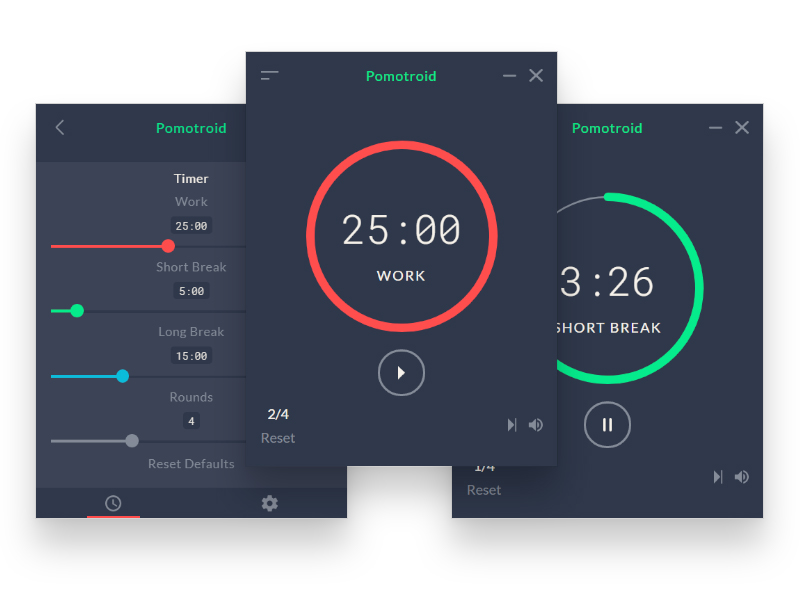 Pomotroid
Timer
Work
25:00
Short Break
5:00
Long Break
15:00
Rounds
4
Reset Defaults
Pomotroid
25:00
WORK
2/4
Reset
Pomotroid
3:26
SHORT BREAK
1/4
Reset